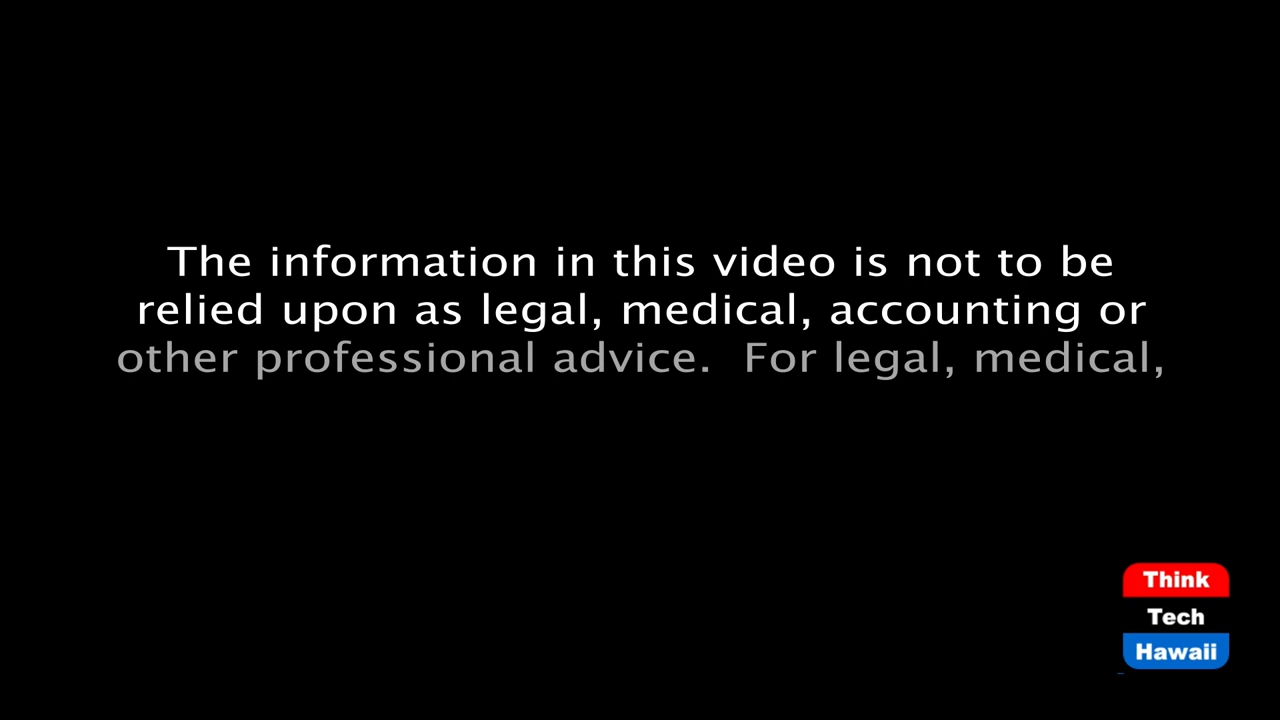 The information in this video is not to be
relied upon as legal, medical, accounting or
other professional advice.  For legal, medical,
Think
Tech
Hawaii